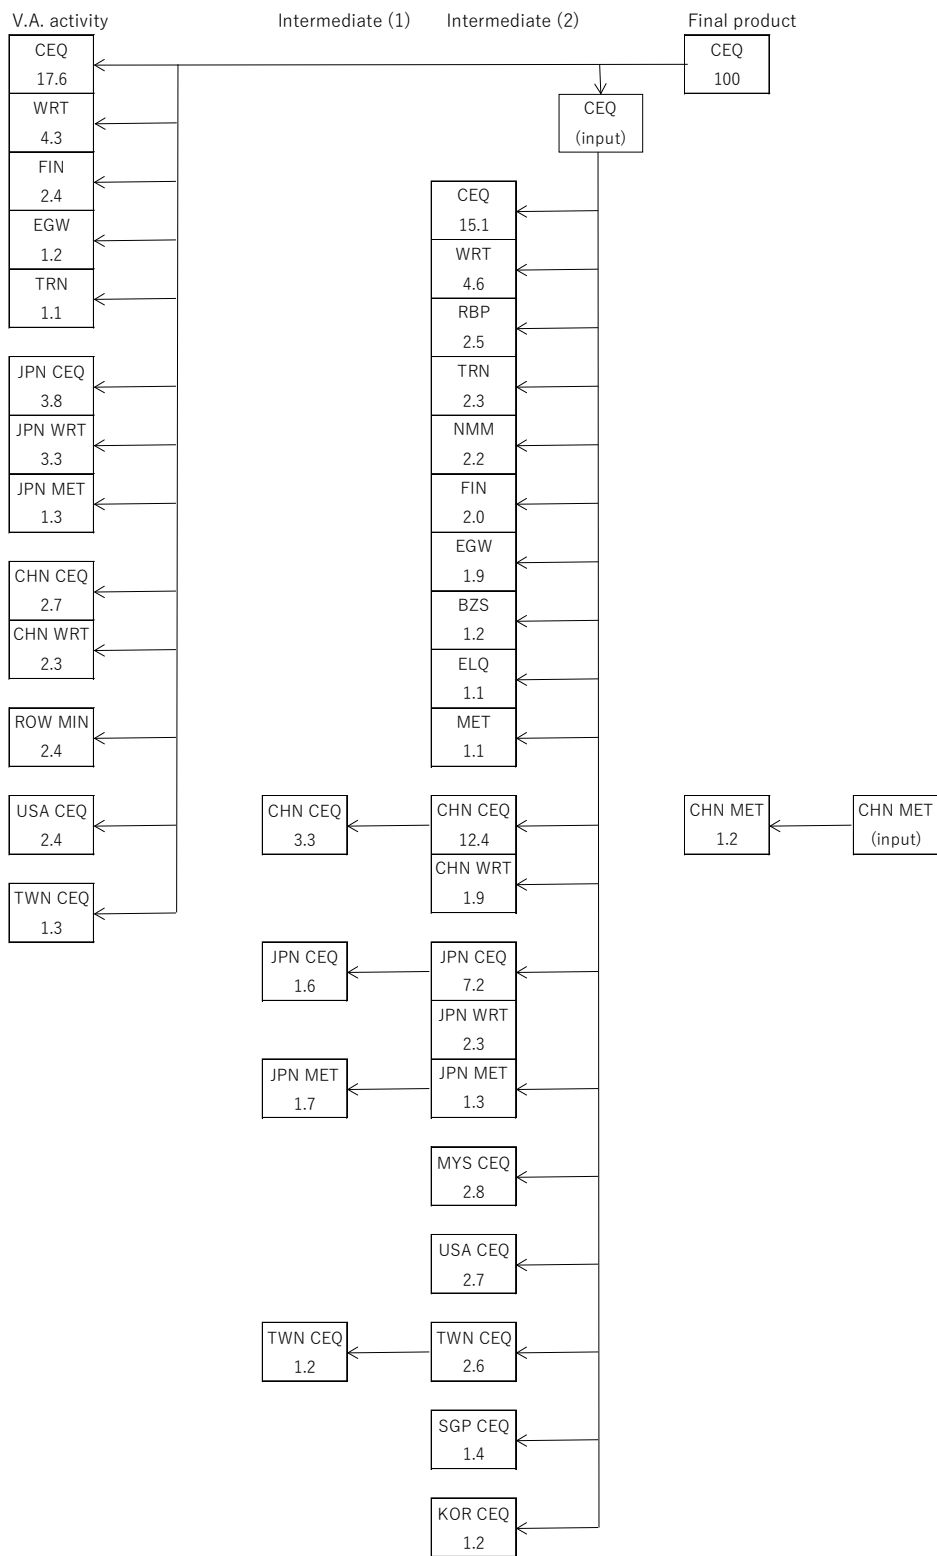 V.A. activity
Intermediate (1)
Intermediate (2)
Final product
CEQ
17.6
WRT
4.3
FIN
2.4
EGW
1.2
TRN
1.1
JPN CEQ
3.8
JPN WRT
3.3
JPN MET
1.3
CHN CEQ
2.7
CHN WRT
2.3
ROW MIN
2.4
USA CEQ
2.4
TWN CEQ
1.3
CHN CEQ
3.3
JPN CEQ
1.6
JPN MET
1.7
TWN CEQ
1.2
CEQ
(input)
CEQ
15.1
WRT
4.6
RBP
2.5
TRN
2.3
NMM
2.2
FIN
2.0
EGW
1.9
BZS
1.2
ELQ
1.1
MET
1.1
CHN CEQ
12.4
CHN WRT
1.9
JPN CEQ
7.2
JPN WRT
2.3
JPN MET
1.3
MYS CEQ
2.8
USA CEQ
2.7
TWN CEQ
2.6
SGP CEQ
1.4
KOR CEQ
1.2
CEQ
100
CHN MET
1.2
CHN MET
(input)